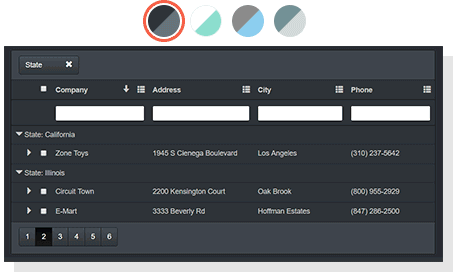 State ✖
Company Address City Phone
State: California
Zone Toys 1945 S Cienega Boulevard Los Angeles (310) 237-5642
State: Illinois
Circuit Town 2200 Kensington Court Oak Brook (800) 955-2929
E-Mart 3333 Beverly Rd Hoffman Estates (847) 286-2500
1 2 3 4 5 6